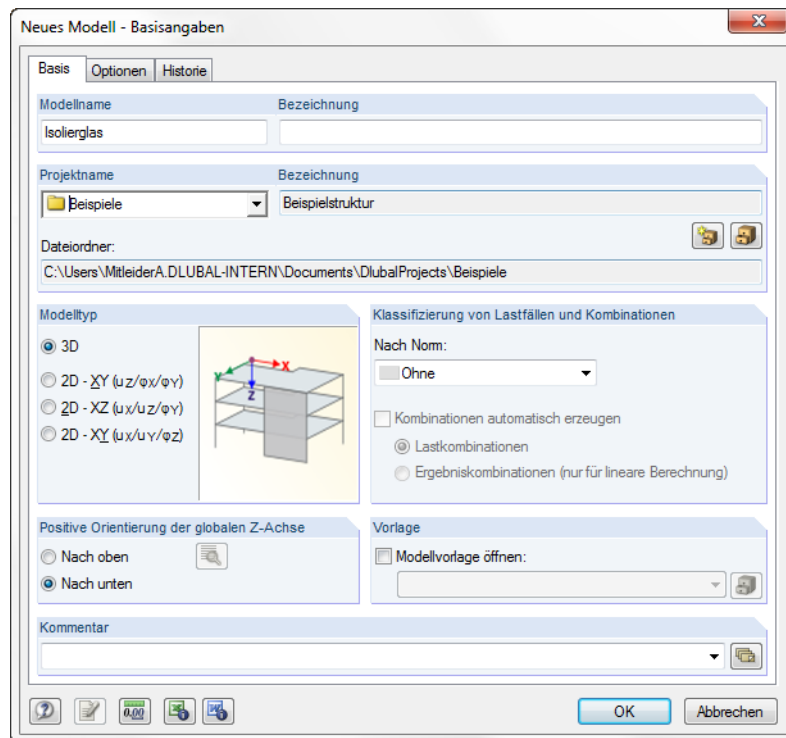 Neues Modell - Basisangaben
Basis Optionen Historie
Modellname Bezeichnung
Isolierglas
Projektname Bezeichnung
Beispiele Beispielstruktur
Dateiordner:
C:\Users\MitleiderA.DLUBAL-INTERN\Documents\DlubalProjects\Beispiele
Modelltyp
3D
2D - XY (uZ/φX/φY)
2D - XZ (uX/uZ/φY)
2D - XY (uX/uY/φZ)
X
Y
Z
Klassifizierung von Lastfällen und Kombinationen
Nach Norm:
Ohne
Kombinationen automatisch erzeugen
Lastkombinationen
Ergebniskombinationen (nur für lineare Berechnung)
Positive Orientierung der globalen Z-Achse
Nach oben
Nach unten
Vorlage
Modellvorlage öffnen:
Kommentar
0.00
OK Abbrechen